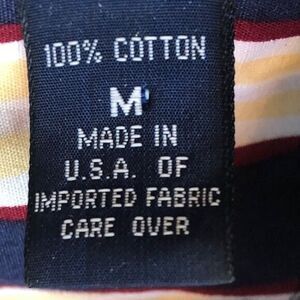 100% COTTON
M
MADE IN
U.S.A. OF
IMPORTED FABRIC
CARE OVER